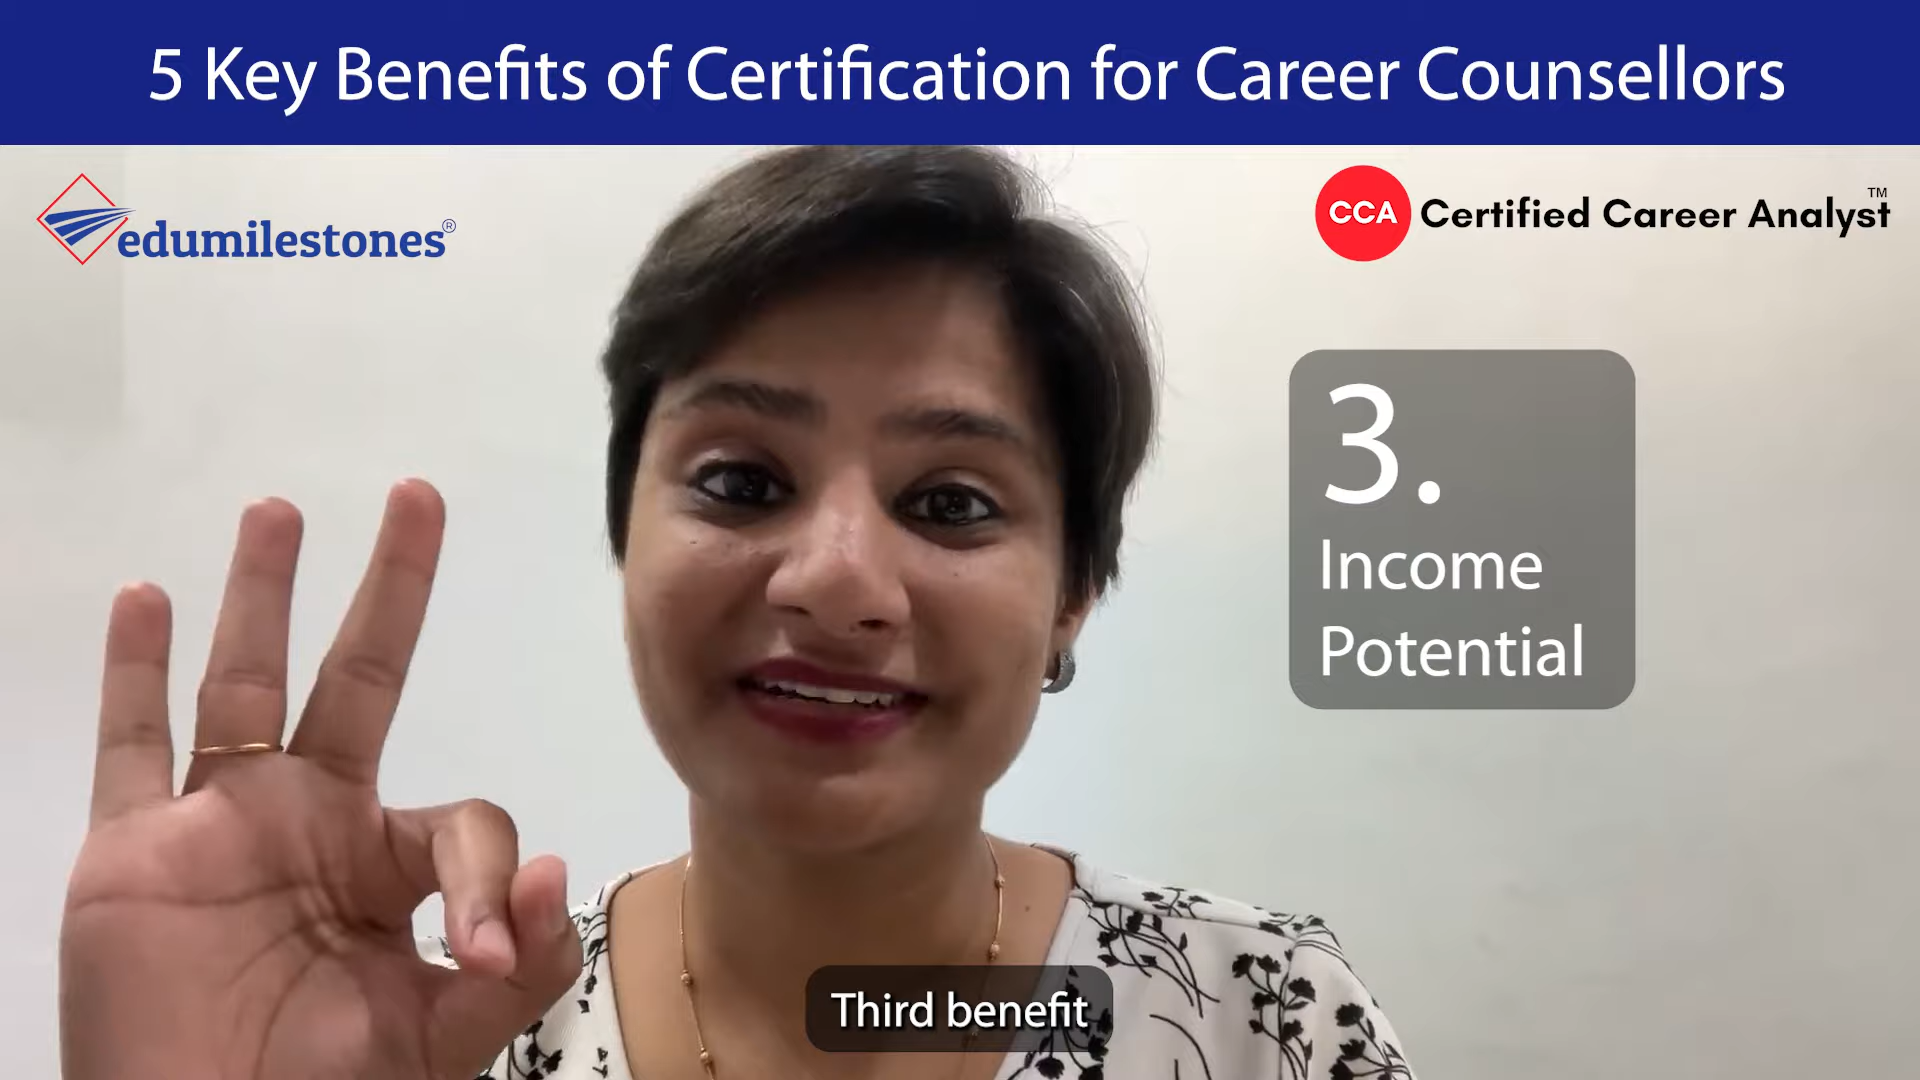 5 Key Benefits of Certification for Career Counsellors
edumilestones®
CCA Certified Career Analyst™
3.
Income
Potential
Third benefit